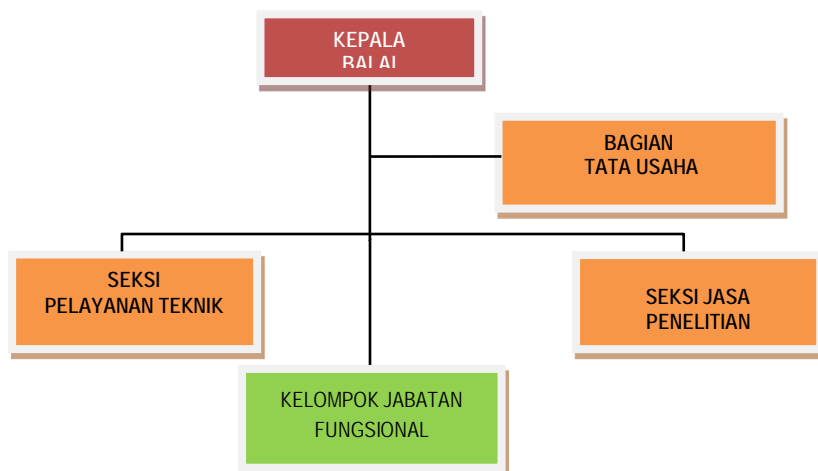 KEPALA
BALAI
BAGIAN
TATA USAHA
SEKSI
PELAYANAN TEKNIK
SEKSI JASA
PENELITIAN
KELOMPOK JABATAN
FUNGSIONAL